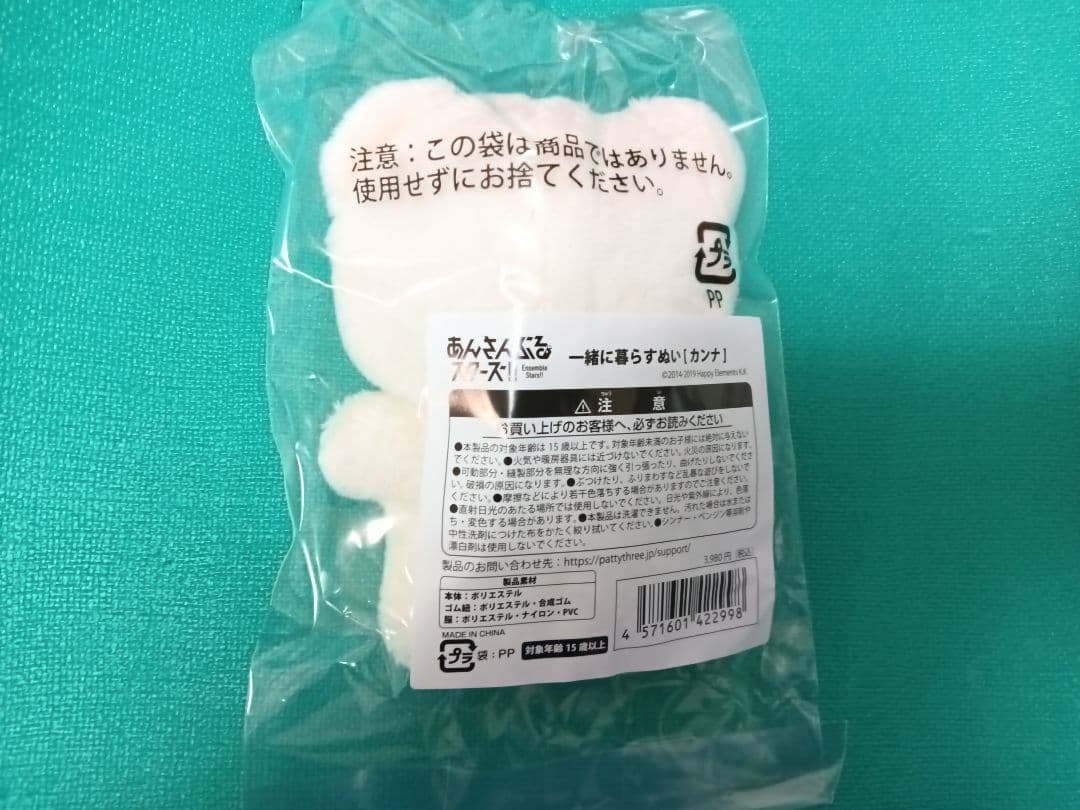 注意：この袋は商品ではありません。
使用せずにお捨てください。
プラ
PP
あんさんぶる
スターズ!!
Ensemble
Stars!!
一緒に暮らすぬい[カンナ]
©2014-2019 Happy Elements K.K
注意
お買い上げのお客様へ、必ずお読みください
●本製品の対象年齢は15歳以上です。対象年齢未満のお子様には絶対に与えない
でください。●火気や暖房器具には近づけないでください。火災の原因になります。
●可動部分・縫製部分を無理な方向に強く引っ張ったり、曲げたりしないでくださ
い。破損の原因になります。●ぶつけたり、ふりまわすなど乱暴な遊びをしないで
ください。●摩擦などにより若干色落ちする場合がありますのでご注意ください。
●直射日光のあたる場所では使用しないでください。日光や紫外線により、色落
ち・変色する場合があります。●本製品は洗濯できません。汚れた場合は水または
中性洗剤につけた布をかたく絞り拭いてください。●シンナー・ベンジン等溶剤や
漂白剤は使用しないでください。
製品のお問い合わせ先：https://pattythree.jp/support/
3,980円(税込)
製品素材
本体：ポリエステル
ゴム紐：ポリエステル・合成ゴム
服：ポリエステル・ナイロン・PVC
MADE IN CHINA
プラ 袋：PP 対象年齢15歳以上
4 571601 422998